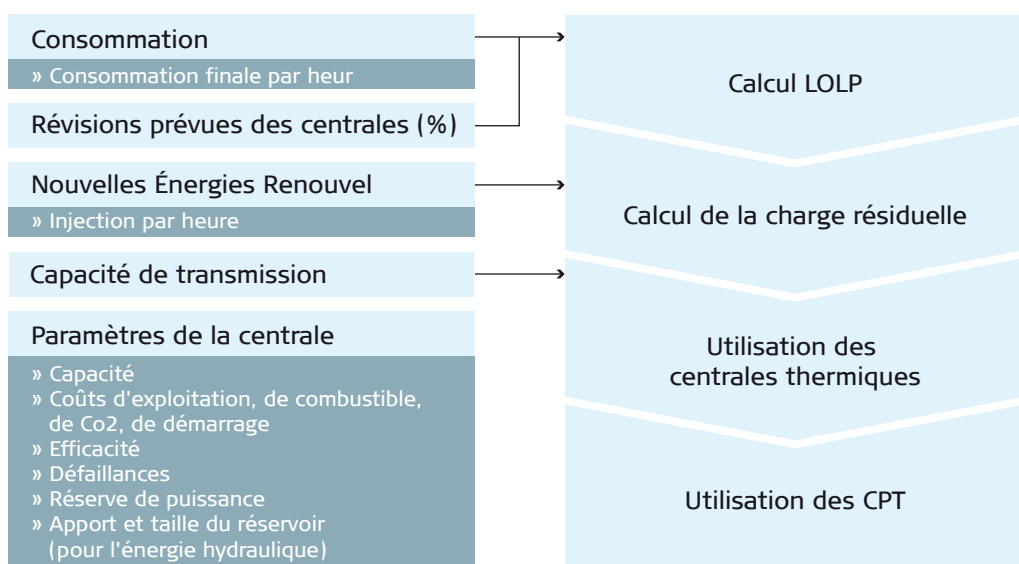 Consommation
» Consommation finale par heur
Révisions prévues des centrales (%)
Nouvelles Énergies Renouvel
» Injection par heure
Capacité de transmission
Paramètres de la centrale
» Capacité
» Coûts d'exploitation, de combustible,
de Co2, de démarrage
» Efficacité
» Défaillances
» Réserve de puissance
» Apport et taille du réservoir
(pour l'énergie hydraulique)
Calcul LOLP
Calcul de la charge résiduelle
Utilisation des
centrales thermiques
Utilisation des CPT